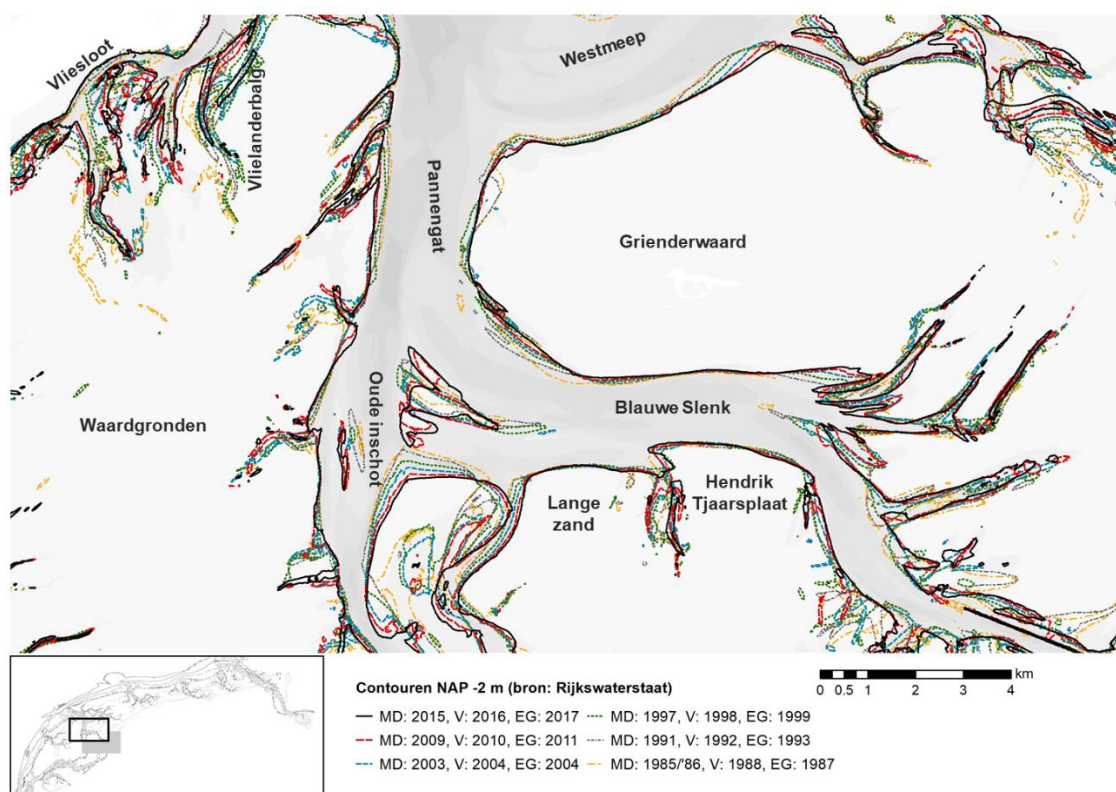 Vliesloot
Vlielanderbalg
Westmeep
Pannengat
Grienderwaard
Waardgronden
Oude inschot
Blauwe Slenk
Lange
zand
Hendrik
Tjaarsplaat
km
0 0.5 1 2 3 4
Contouren NAP -2 m (bron: Rijkswaterstaat)
MD: 2015, V: 2016, EG: 2017
MD: 2009, V: 2010, EG: 2011
MD: 2003, V: 2004, EG: 2004
MD: 1997, V: 1998, EG: 1999
MD: 1991, V: 1992, EG: 1993
MD: 1985/'86, V: 1988, EG: 1987